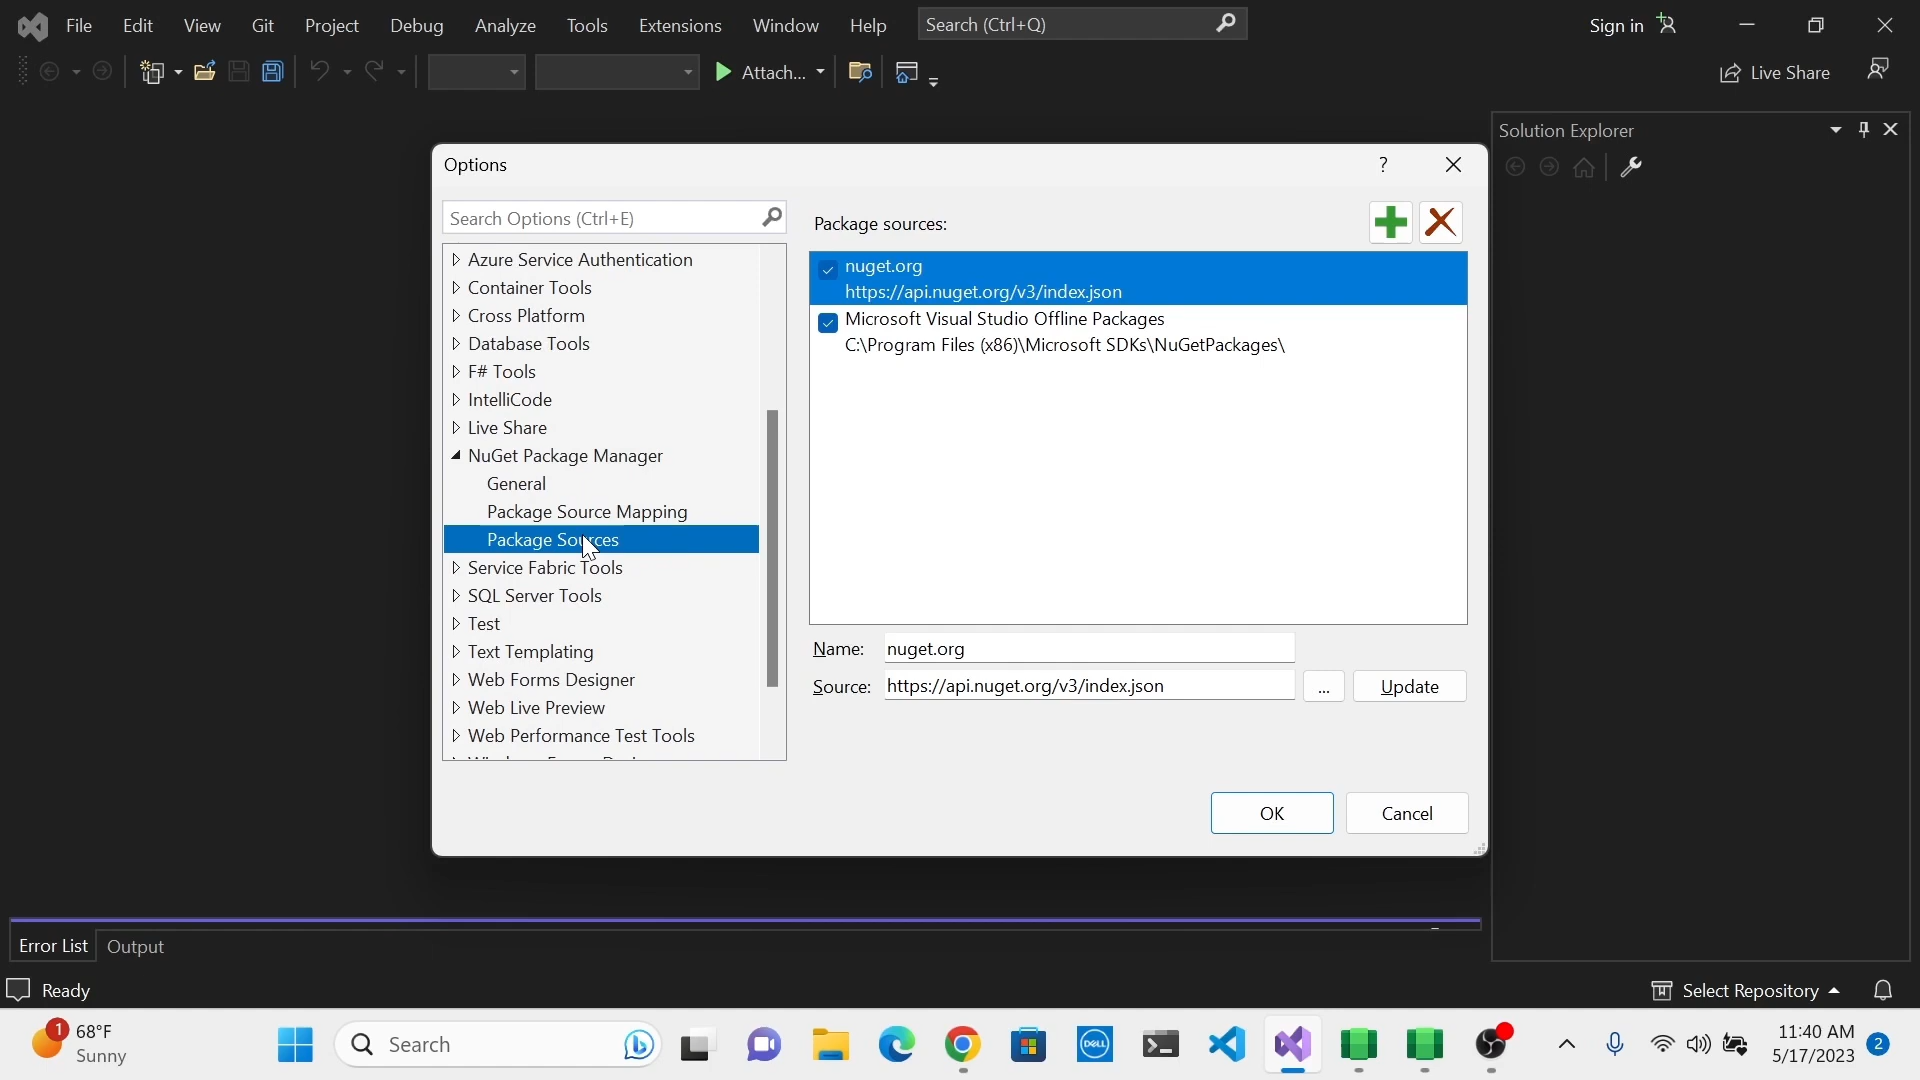 File Edit View Git Project Debug Analyze Tools Extensions Window Help Search (Ctrl+Q) Sign in
Attach... Live Share
Solution Explorer
Options ?
Search Options (Ctrl+E)
Package sources:
Azure Service Authentication
Container Tools
Cross Platform
Database Tools
F# Tools
IntelliCode
Live Share
NuGet Package Manager
General
Package Source Mapping
Package Sources
Service Fabric Tools
SQL Server Tools
Test
Text Templating
Web Forms Designer
Web Live Preview
Web Performance Test Tools
nuget.org
https://api.nuget.org/v3/index.json
Microsoft Visual Studio Offline Packages
C:\Program Files (x86)\Microsoft SDKs\NuGetPackages\
Name: nuget.org
Source: https://api.nuget.org/v3/index.json ... Update
OK Cancel
Error List Output
Ready Select Repository
1 68°F
Sunny
Search
DELL
11:40 AM
5/17/2023
2